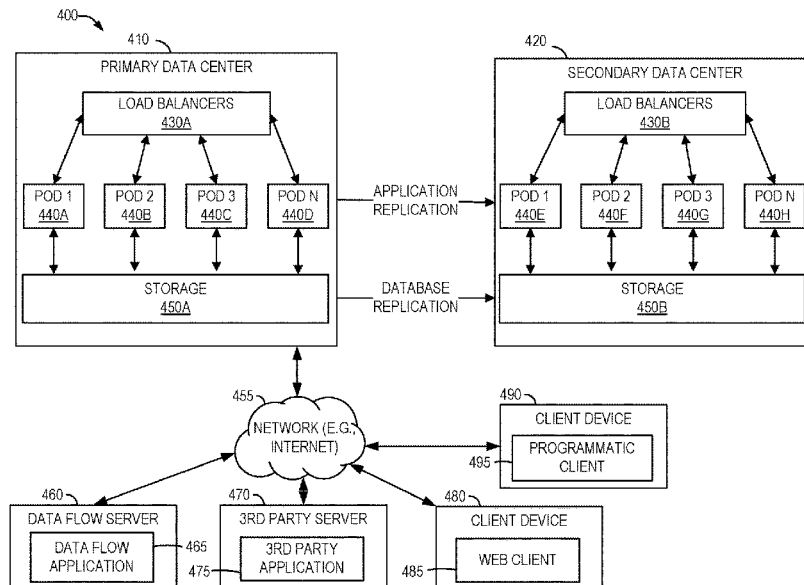 400
410
420
PRIMARY DATA CENTER
SECONDARY DATA CENTER
LOAD BALANCERS
430A
LOAD BALANCERS
430B
POD 1
440A
POD 2
440B
POD 3
440C
POD N
440D
APPLICATION
REPLICATION
POD 1
440E
POD 2
440F
POD 3
440G
POD N
440H
STORAGE
450A
DATABASE
REPLICATION
STORAGE
450B
455
NETWORK (E.G.,
INTERNET)
490
CLIENT DEVICE
495
PROGRAMMATIC
CLIENT
460
DATA FLOW SERVER
DATA FLOW
APPLICATION
465
470
3RD PARTY SERVER
475
3RD PARTY
APPLICATION
480
CLIENT DEVICE
485
WEB CLIENT